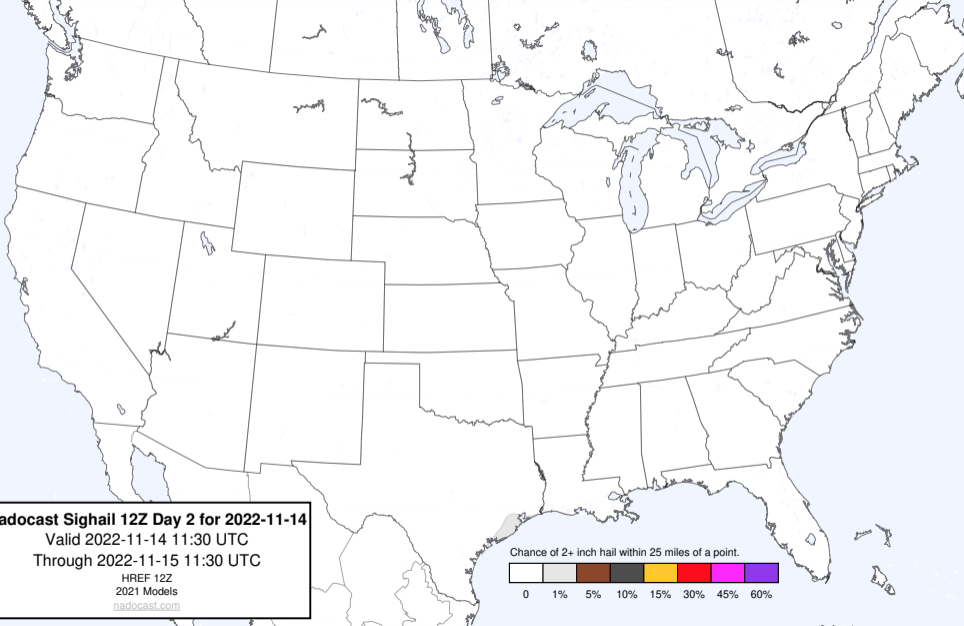 adocast Sighail 12Z Day 2 for 2022-11-14
Valid 2022-11-14 11:30 UTC
Through 2022-11-15 11:30 UTC
HREF 12Z
2021 Models
nadocast.com
Chance of 2+ inch hail within 25 miles of a point.
0 1% 5% 10% 15% 30% 45% 60%